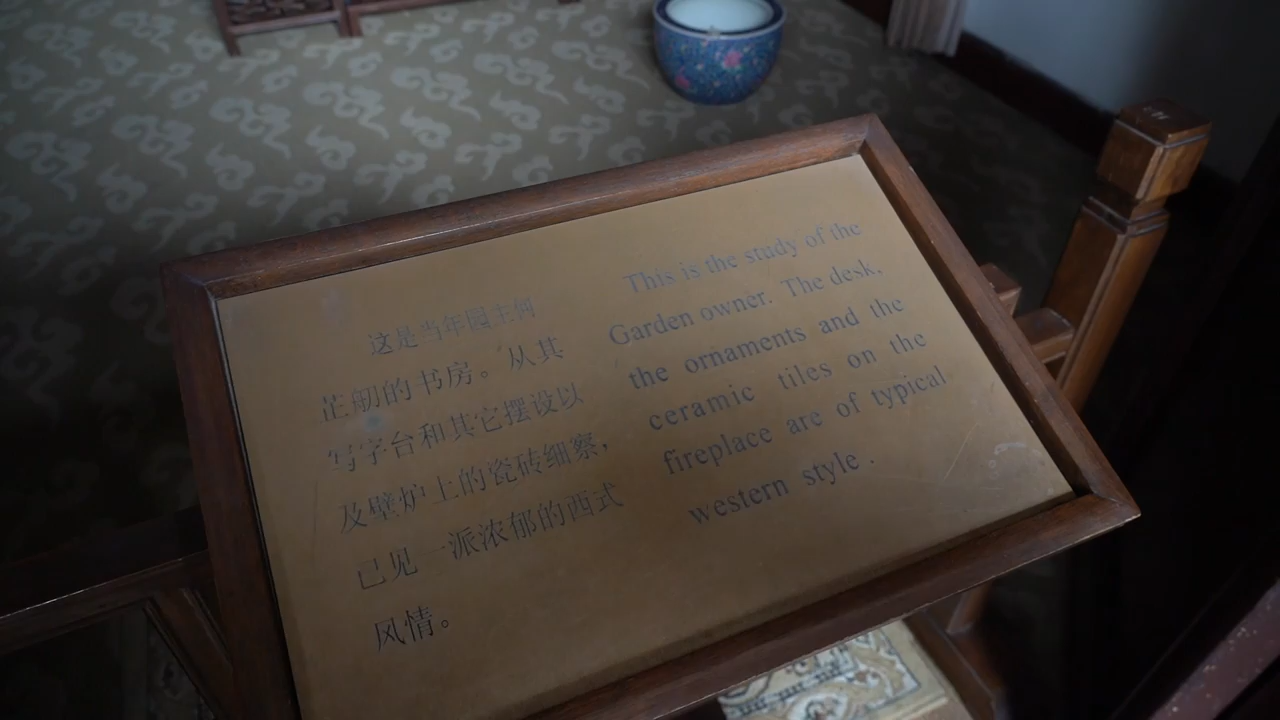 这是当年园主何
芷舠的书房。从其
写字台和其它摆设以
及壁炉上的瓷砖细察，
已见一派浓郁的西式
风情。
This is the study of the
Garden owner. The desk,
the ornaments and the
ceramic tiles on the
fireplace are of typical
western style .